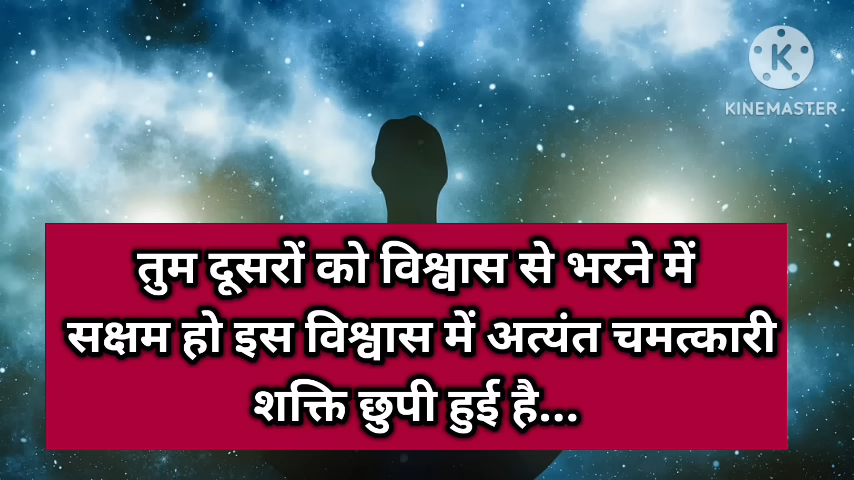 KINEMASTER
तुम दूसरों को विश्वास से भरने में
सक्षम हो इस विश्वास में अत्यंत चमत्कारी
शक्ति छुपी हुई है...